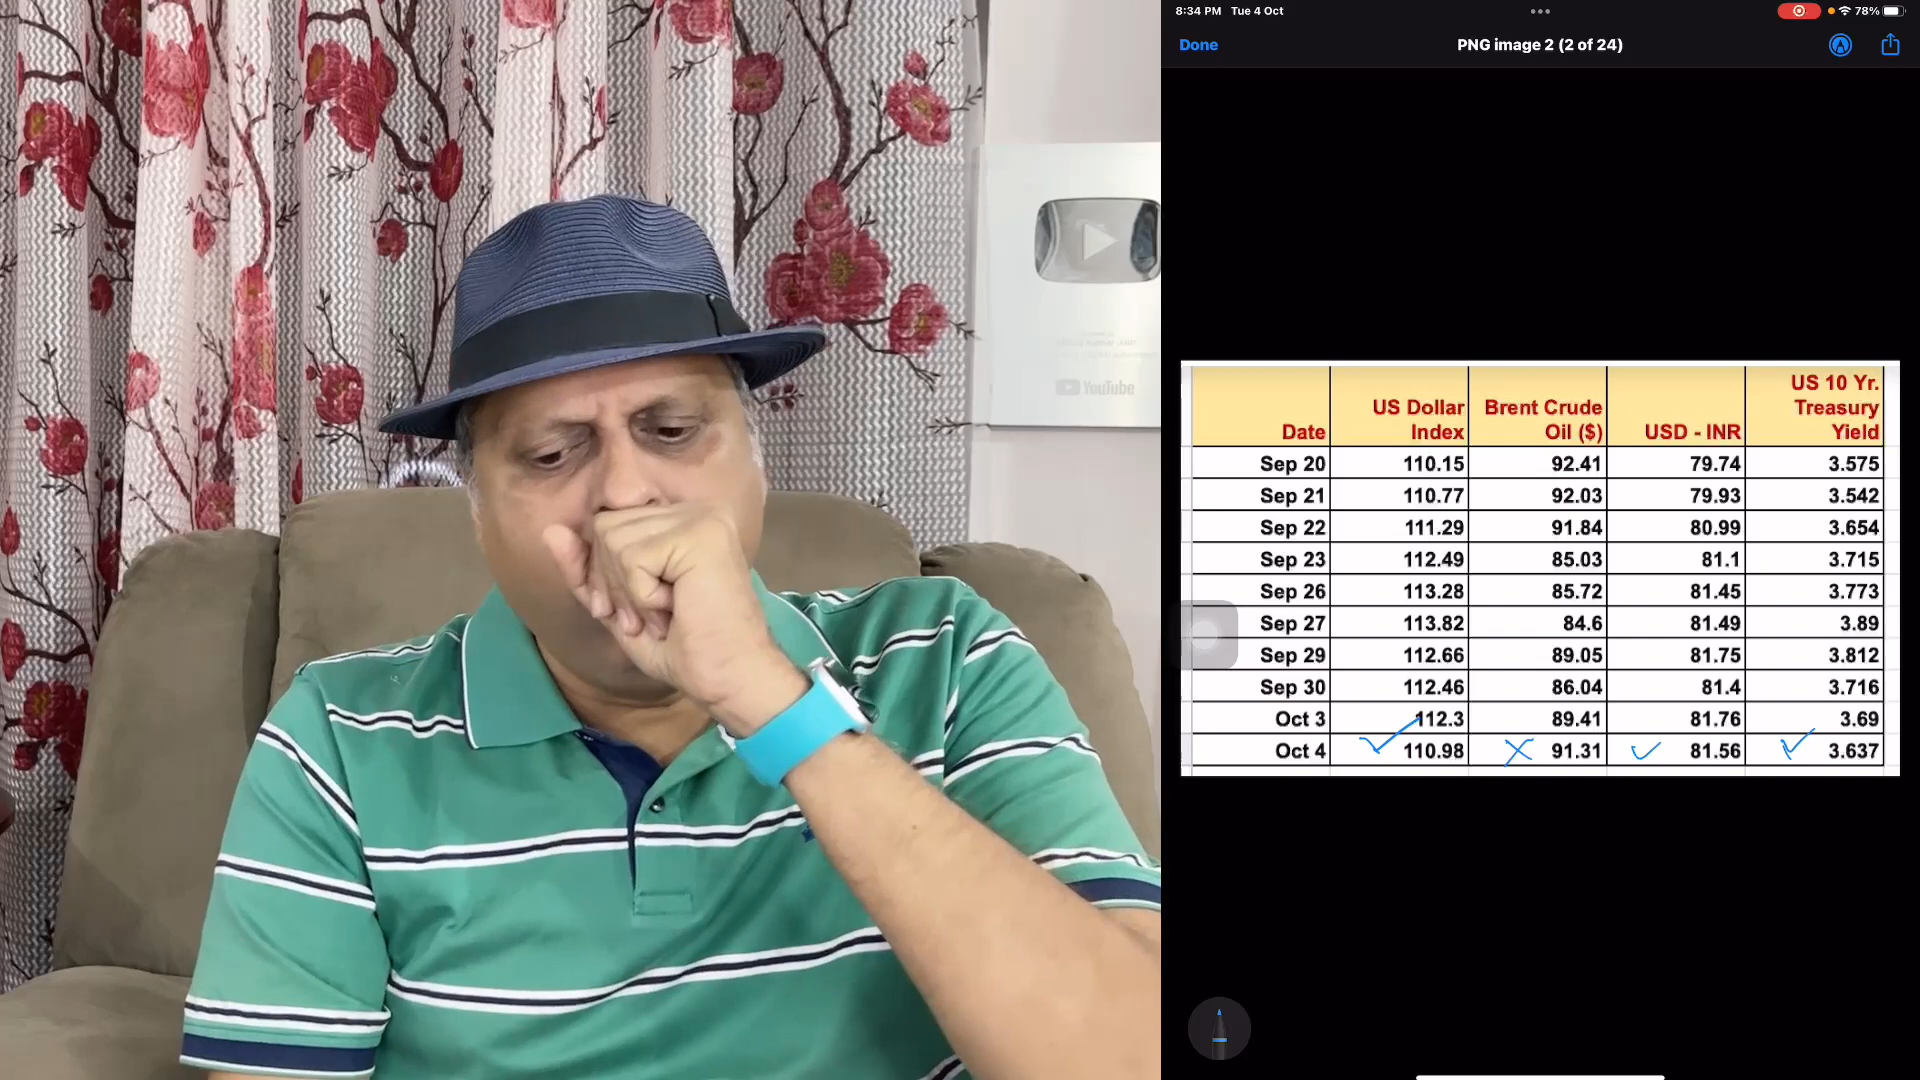 8:34 PM Tue 4 Oct
78%
Done
PNG image 2 (2 of 24)
YouTube
Date US Dollar Index Brent Crude Oil ($) USD - INR US 10 Yr. Treasury Yield
Sep 20 110.15 92.41 79.74 3.575
Sep 21 110.77 92.03 79.93 3.542
Sep 22 111.29 91.84 80.99 3.654
Sep 23 112.49 85.03 81.1 3.715
Sep 26 113.28 85.72 81.45 3.773
Sep 27 113.82 84.6 81.49 3.89
Sep 29 112.66 89.05 81.75 3.812
Sep 30 112.46 86.04 81.4 3.716
Oct 3 112.3 89.41 81.76 3.69
Oct 4 110.98 91.31 81.56 3.637